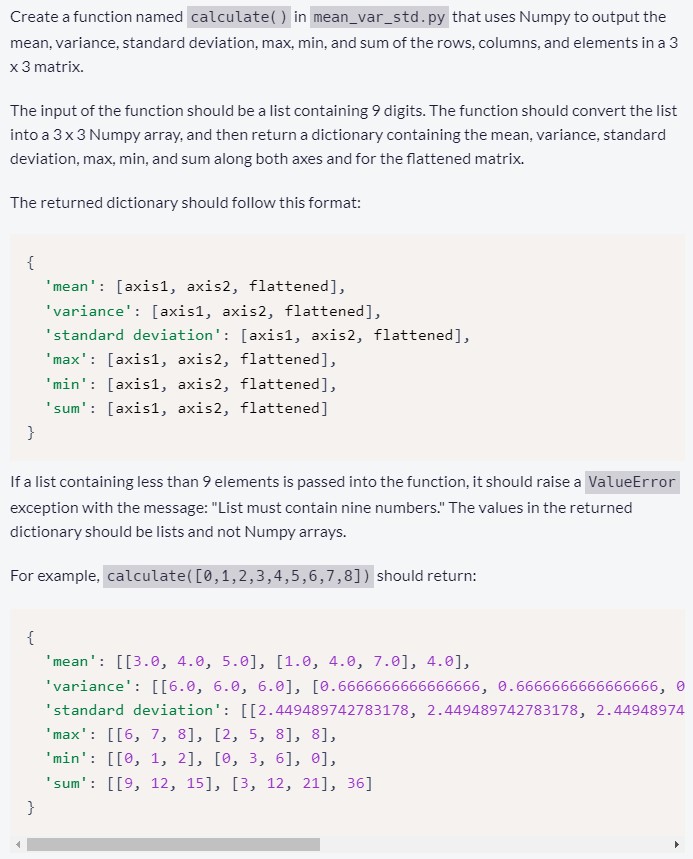 Create a function named calculate() in mean_var_std.py that uses Numpy to output the
mean, variance, standard deviation, max, min, and sum of the rows, columns, and elements in a 3
x 3 matrix.
The input of the function should be a list containing 9 digits. The function should convert the list
into a 3 x 3 Numpy array, and then return a dictionary containing the mean, variance, standard
deviation, max, min, and sum along both axes and for the flattened matrix.
The returned dictionary should follow this format:
{
  'mean': [axis1, axis2, flattened],
  'variance': [axis1, axis2, flattened],
  'standard deviation': [axis1, axis2, flattened],
  'max': [axis1, axis2, flattened],
  'min': [axis1, axis2, flattened],
  'sum': [axis1, axis2, flattened]
}
If a list containing less than 9 elements is passed into the function, it should raise a ValueError
exception with the message: "List must contain nine numbers." The values in the returned
dictionary should be lists and not Numpy arrays.
For example, calculate([0,1,2,3,4,5,6,7,8]) should return:
{
  'mean': [[3.0, 4.0, 5.0], [1.0, 4.0, 7.0], 4.0],
  'variance': [[6.0, 6.0, 6.0], [0.6666666666666666, 0.6666666666666666, 0
  'standard deviation': [[2.449489742783178, 2.449489742783178, 2.44948974
  'max': [[6, 7, 8], [2, 5, 8], 8],
  'min': [[0, 1, 2], [0, 3, 6], 0],
  'sum': [[9, 12, 15], [3, 12, 21], 36]
}